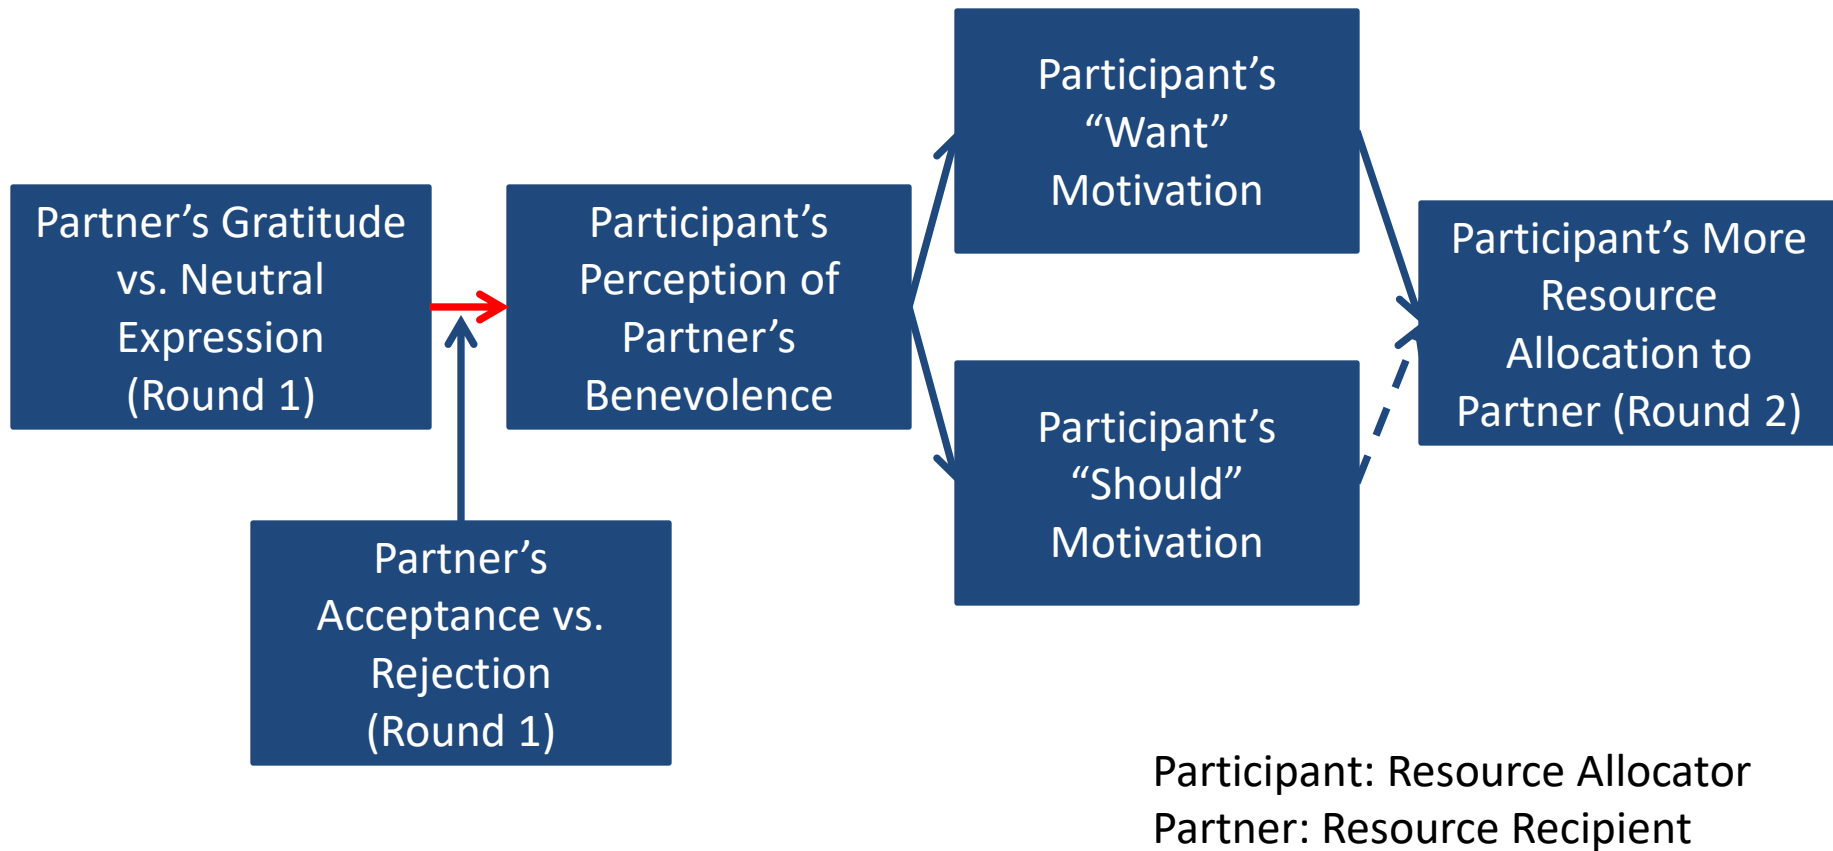 Partner’s Gratitude
vs. Neutral
Expression
(Round 1)
Partner’s
Acceptance vs.
Rejection
(Round 1)
Participant’s
Perception of
Partner’s
Benevolence
Participant’s
“Want”
Motivation
Participant’s
“Should”
Motivation
Participant’s More
Resource
Allocation to
Partner (Round 2)
Participant: Resource Allocator
Partner: Resource Recipient